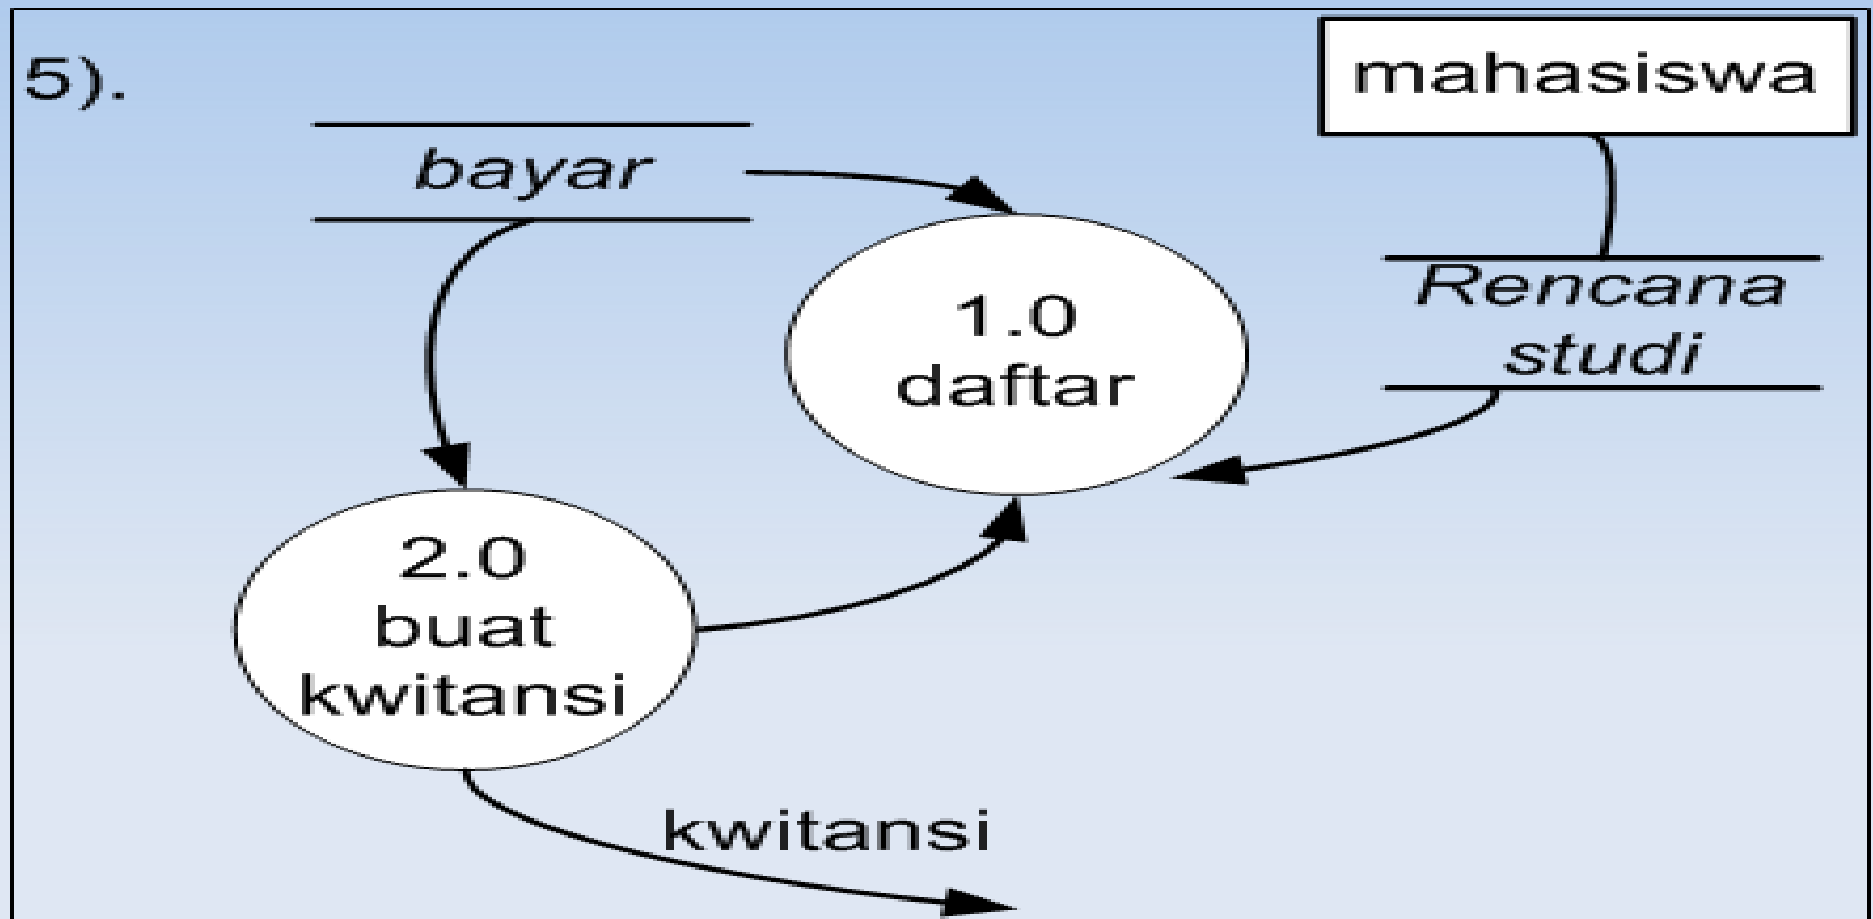 5).
mahasiswa
bayar
Rencana
studi
1.0
daftar
2.0
buat
kwitansi
kwitansi